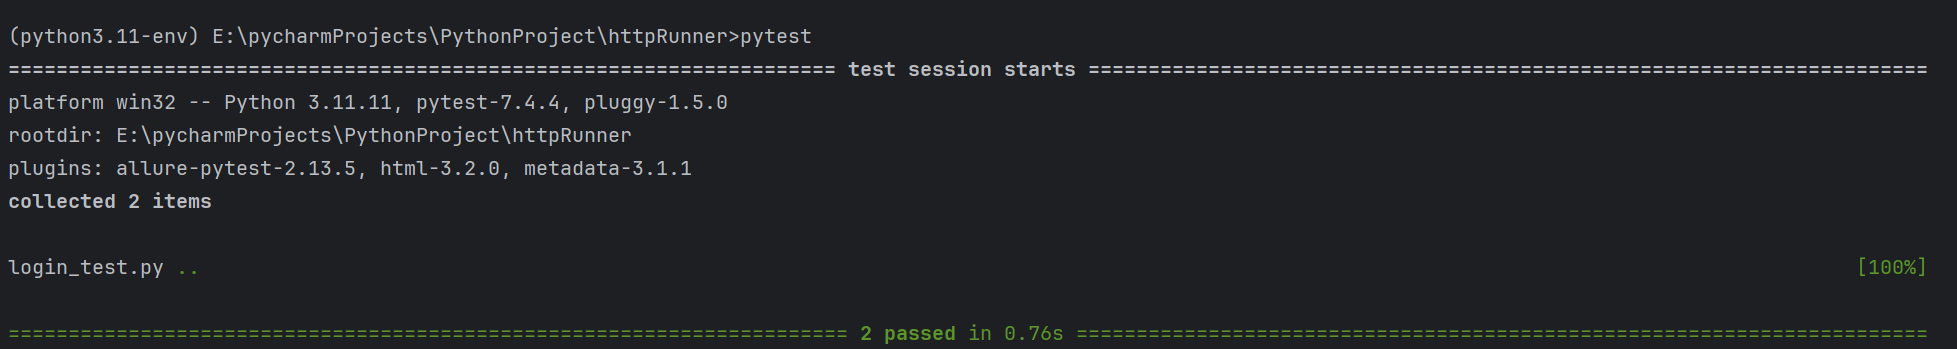 (python3.11-env) E:\pycharmProjects\PythonProject\httpRunner>pytest
===================================================================== test session starts ======================================================================
platform win32 -- Python 3.11.11, pytest-7.4.4, pluggy-1.5.0
rootdir: E:\pycharmProjects\PythonProject\httpRunner
plugins: allure-pytest-2.13.5, html-3.2.0, metadata-3.1.1
collected 2 items
login_test.py .. [100%]
====================================================================== 2 passed in 0.76s =======================================================================